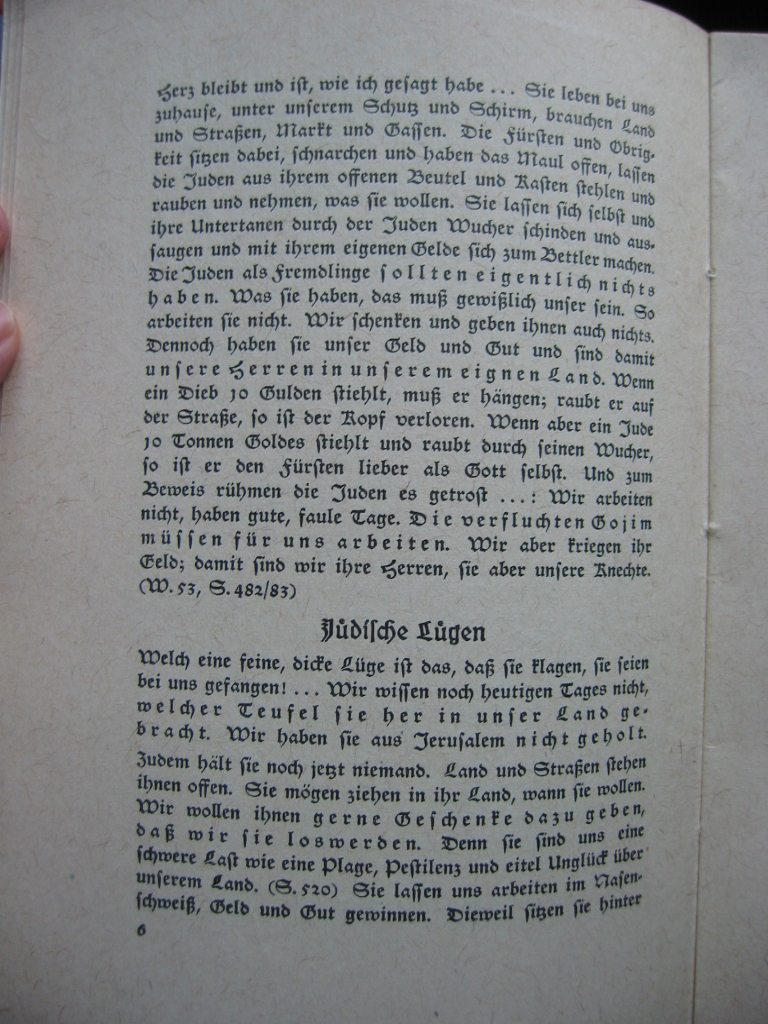 Herz bleibt und ist, wie ich gesagt habe ... Sie leben bei uns
zuhause, unter unserem Schutz und Schirm, brauchen Land
und Straßen, Markt und Gassen. Die Fürsten und Obrig-
keit sitzen dabei, schnarchen und haben das Maul offen, lassen
die Juden aus ihrem offenen Beutel und Kasten stehlen und
rauben und nehmen, was sie wollen. Sie lassen sich selbst und
ihre Untertanen durch der Juden Wucher schinden und aus-
saugen und mit ihrem eigenen Gelde sich zum Bettler machen.
Die Juden als Fremdlinge sollten eigentlich nichts
haben. Was sie haben, das muß gewißlich unser sein. So
arbeiten sie nicht. Wir schenken und geben ihnen auch nichts.
Dennoch haben sie unser Geld und Gut und sind damit
unsere Herren in unserem eignen Land. Wenn
ein Dieb 10 Gulden stiehlt, muß er hängen; raubt er auf
der Straße, so ist der Kopf verloren. Wenn aber ein Jude
10 Tonnen Goldes stiehlt und raubt durch seinen Wucher,
so ist er den Fürsten lieber als Gott selbst. Und zum
Beweis rühmen die Juden es getrost ...: Wir arbeiten
nicht, haben gute, faule Tage. Die verfluchten Gojim
müssen für uns arbeiten. Wir aber kriegen ihr
Geld; damit sind wir ihre Herren, sie aber unsere Knechte.
(W. 53, S. 482/83)
Jüdische Lügen
Welch eine feine, dicke Lüge ist das, daß sie klagen, sie seien
bei uns gefangen! ... Wir wissen noch heutigen Tages nicht,
welcher Teufel sie her in unser Land ge-
bracht. Wir haben sie aus Jerusalem nicht geholt.
Zudem hält sie noch jetzt niemand. Land und Straßen stehen
ihnen offen. Sie mögen ziehen in ihr Land, wann sie wollen.
Wir wollen ihnen gerne Geschenke dazu geben,
daß wir sie loswerden. Denn sie sind uns eine
schwere Last wie eine Plage, Pestilenz und eitel Unglück über
unserem Land. (S. 520) Sie lassen uns arbeiten im Nasen-
schweiß, Geld und Gut gewinnen. Dieweil sitzen sie hinter
6